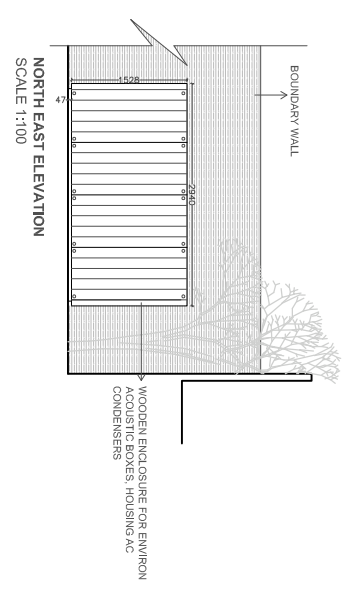 BOUNDARY WALL
1528
2940
47
WOODEN ENCLOSURE FOR ENVIRON
ACOUSTIC BOXES, HOUSING AC
CONDENSERS
NORTH EAST ELEVATION
SCALE 1:100